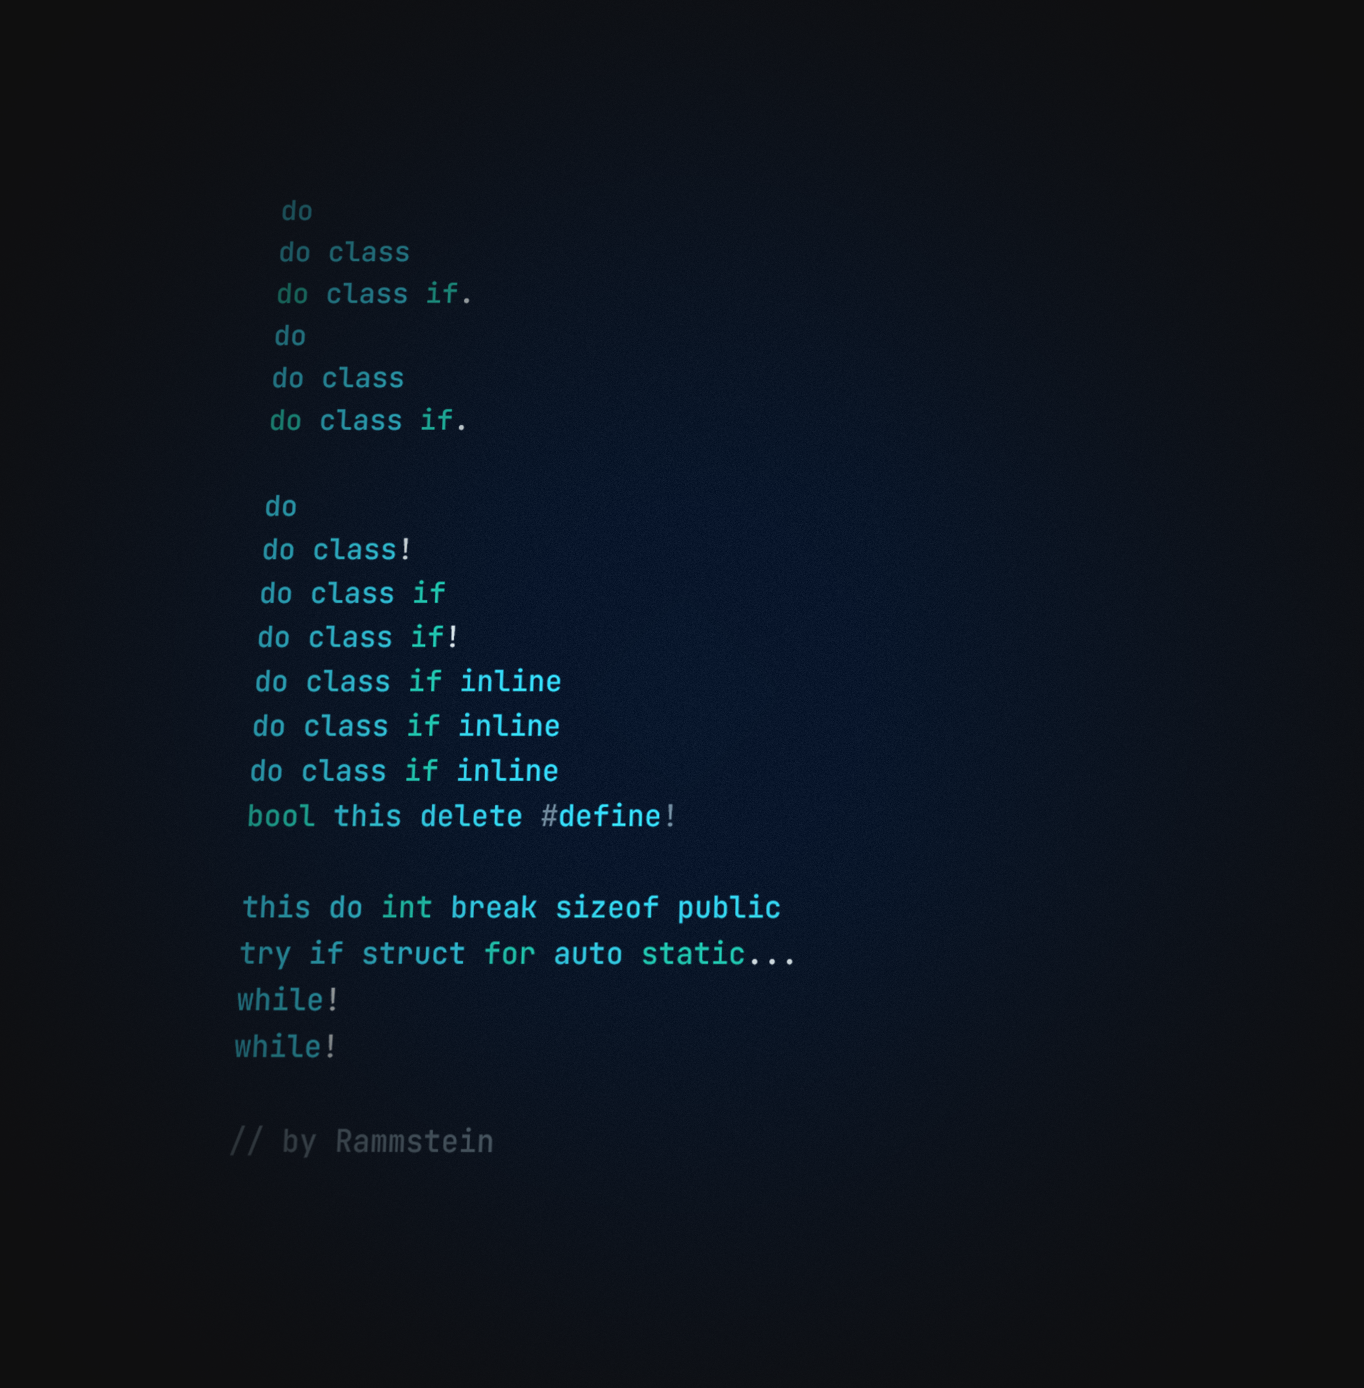 do
do class
do class if.
do
do class
do class if.
do
do class!
do class if
do class if!
do class if inline
do class if inline
do class if inline
bool this delete #define!
this do int break sizeof public
try if struct for auto static...
while!
while!
// by Rammstein